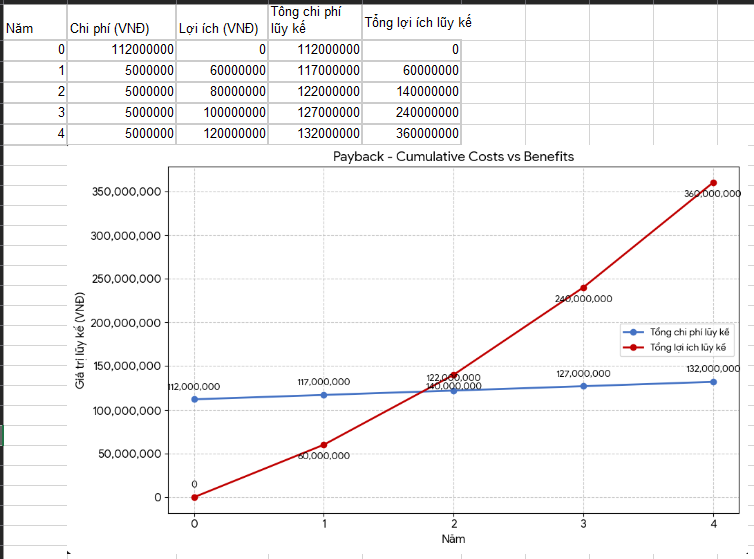 Năm Chi phí (VNĐ) Lợi ích (VNĐ) Tổng chi phí lũy kế Tổng lợi ích lũy kế
0 112000000 0 112000000 0
1 5000000 60000000 117000000 60000000
2 5000000 80000000 122000000 140000000
3 5000000 100000000 127000000 240000000
4 5000000 120000000 132000000 360000000
Payback - Cumulative Costs vs Benefits
Giá trị lũy kế (VNĐ)
350,000,000
300,000,000
250,000,000
200,000,000
150,000,000
100,000,000
50,000,000
0
360,000,000
240,000,000
Tổng chi phí lũy kế
Tổng lợi ích lũy kế
112,000,000
117,000,000
122,000,000
140,000,000
127,000,000
132,000,000
60,000,000
0
0 1 2 3 4
Năm